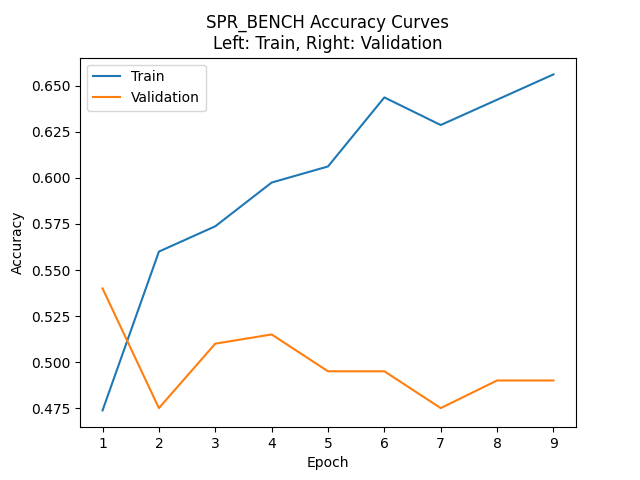 SPR_BENCH Accuracy Curves
Left: Train, Right: Validation
Train
Validation
Accuracy
0.650
0.625
0.600
0.575
0.550
0.525
0.500
0.475
1 2 3 4 5 6 7 8 9
Epoch